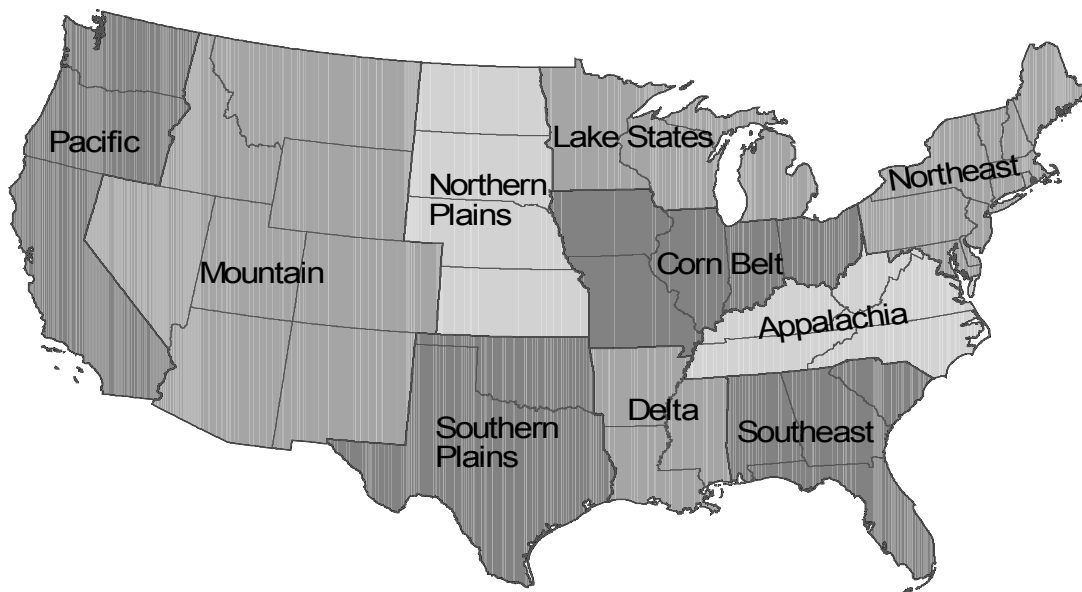 Pacific
Lake States
Northeast
Northern
Plains
Mountain
Corn Belt
Appalachia
Delta
Southern
Plains
Southeast